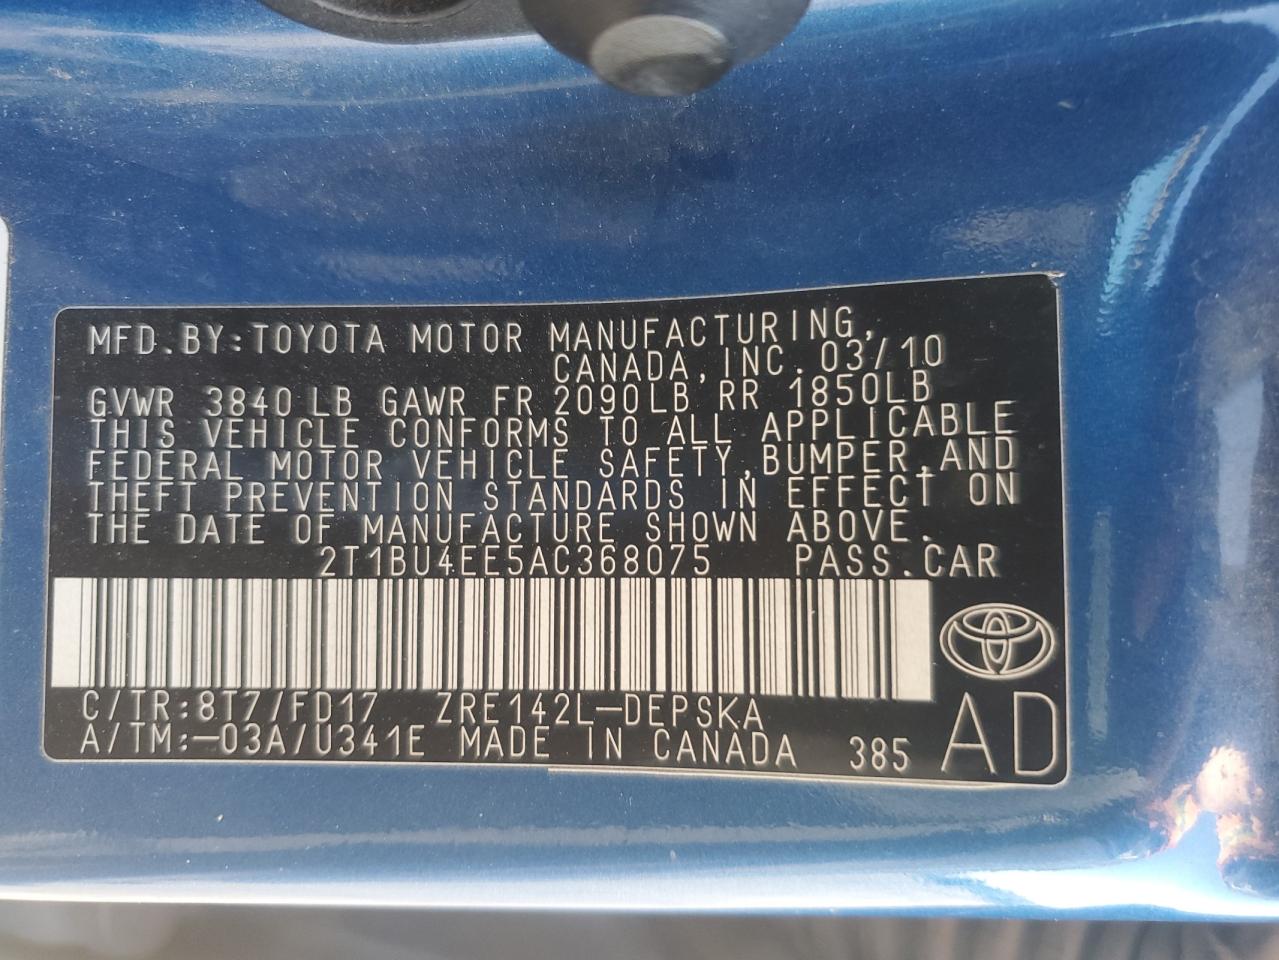 MFD.BY:TOYOTA MOTOR MANUFACTURING,
CANADA,INC.03/10
GVWR 3840LB GAWR FR 2090LB RR 1850LB
THIS VEHICLE CONFORMS TO ALL APPLICABLE
FEDERAL MOTOR VEHICLE SAFETY,BUMPER,AND
THEFT PREVENTION STANDARDS IN EFFECT ON
THE DATE OF MANUFACTURE SHOWN ABOVE.
2T1BU4EE5AC368075 PASS.CAR
C/TR:8T7/FD17 ZRE142L-DEPSKA
A/TM:-03A/U341E MADE IN CANADA 385 AD